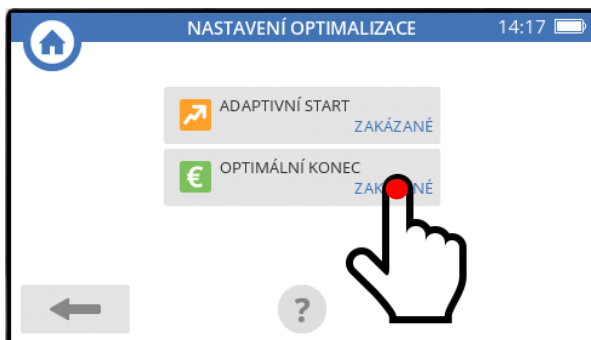 NASTAVENÍ OPTIMALIZACE 14:17
ADAPTIVNÍ START
ZAKÁZANÉ
€ OPTIMÁLNÍ KONEC
?